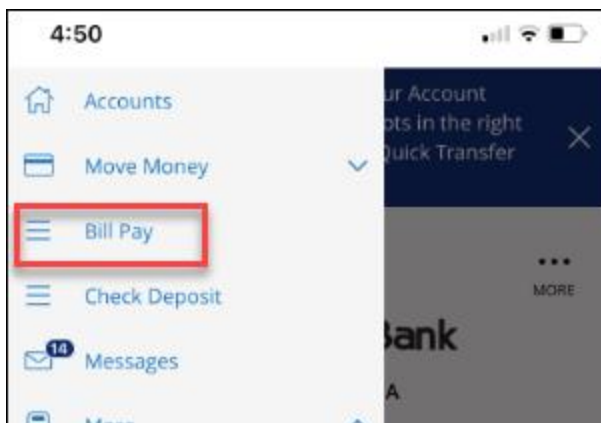 4:50
Accounts
Move Money
Bill Pay
Check Deposit
14
Messages
ur Account
ots in the right
Quick Transfer
MORE
Bank
A